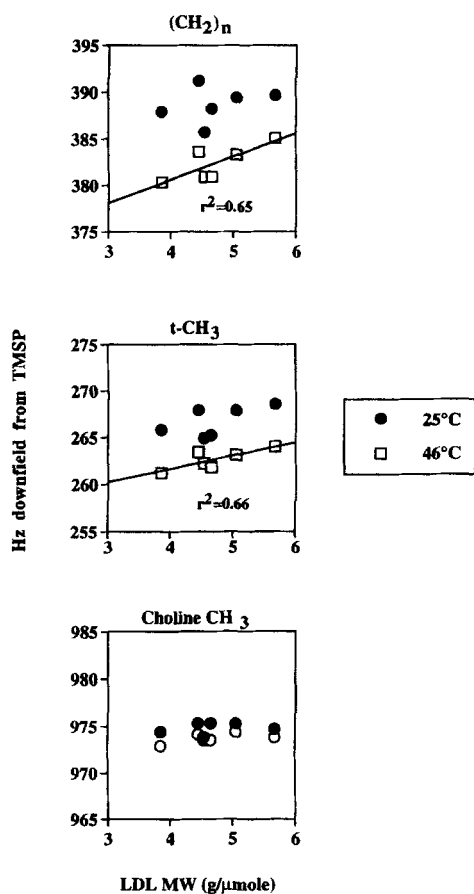 (CH2)n
395
390
385
380
375
r2=0.65
3 4 5 6
t-CH3
275
270
265
260
255
r2=0.66
3 4 5 6
Hz downfield from TMSP
25°C
46°C
Choline CH 3
985
980
975
970
965
3 4 5 6
LDL MW (g/μmole)